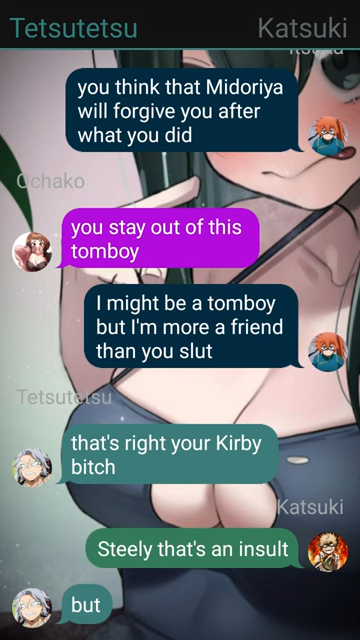 Tetsutetsu
Katsuki
Itsuka
you think that Midoriya
will forgive you after
what you did
Ochako
you stay out of this
tomboy
I might be a tomboy
but I'm more a friend
than you slut
Tetsutetsu
that's right your Kirby
bitch
Katsuki
Steely that's an insult
but